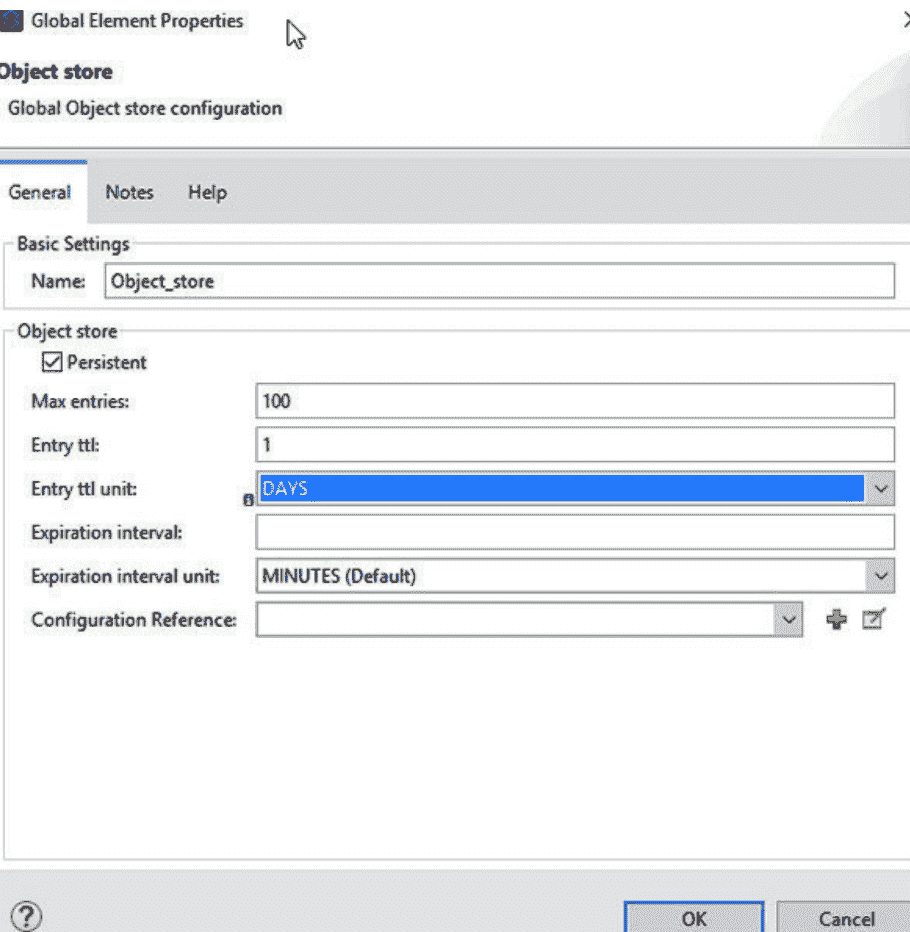 Global Element Properties
Object store
Global Object store configuration
General Notes Help
Basic Settings
Name: Object_store
Object store
Persistent
Max entries: 100
Entry ttl: 1
Entry ttl unit: DAYS
Expiration interval:
Expiration interval unit: MINUTES (Default)
Configuration Reference:
? OK Cancel